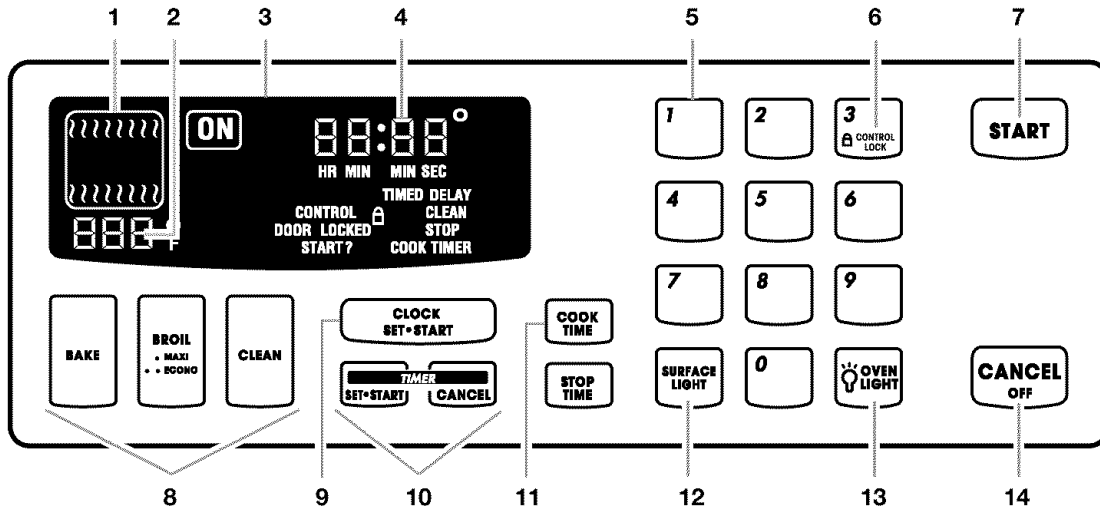 1 2 3 4 5 6 7
ON
88:88°
HR MIN MIN SEC
TIMED DELAY
CONTROL CLEAN
DOOR LOCKED STOP
START? COOK TIMER
888 F
1 2 3 CONTROL LOCK
START
4 5 6
7 8 9
BAKE
BROIL
• MAXI
• • ECONO
CLEAN
CLOCK
SET•START
TIMER
SET•START CANCEL
COOK
TIME
STOP
TIME
SURFACE
LIGHT
0
OVEN
LIGHT
CANCEL
OFF
8 9 10 11 12 13 14